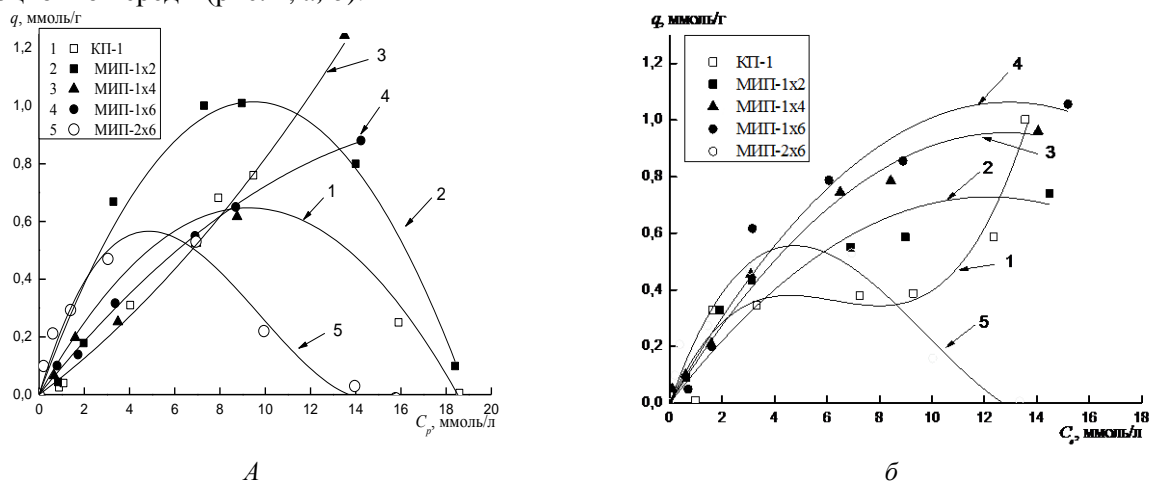 q, ммоль/г
1 КП-1
2 МИП-1х2
3 МИП-1х4
4 МИП-1х6
5 МИП-2х6
1,2
1,0
0,8
0,6
0,4
0,2
0,0
0 2 4 6 8 10 12 14 16 18 20
Cр, ммоль/л
3
4
1
2
5
А
q, ммоль/г
КП-1
МИП-1х2
МИП-1х4
МИП-1х6
МИП-2х6
1,2
1,0
0,8
0,6
0,4
0,2
0,0
0 2 4 6 8 10 12 14 16 18
ммоль/л
4
3
2
1
5
б